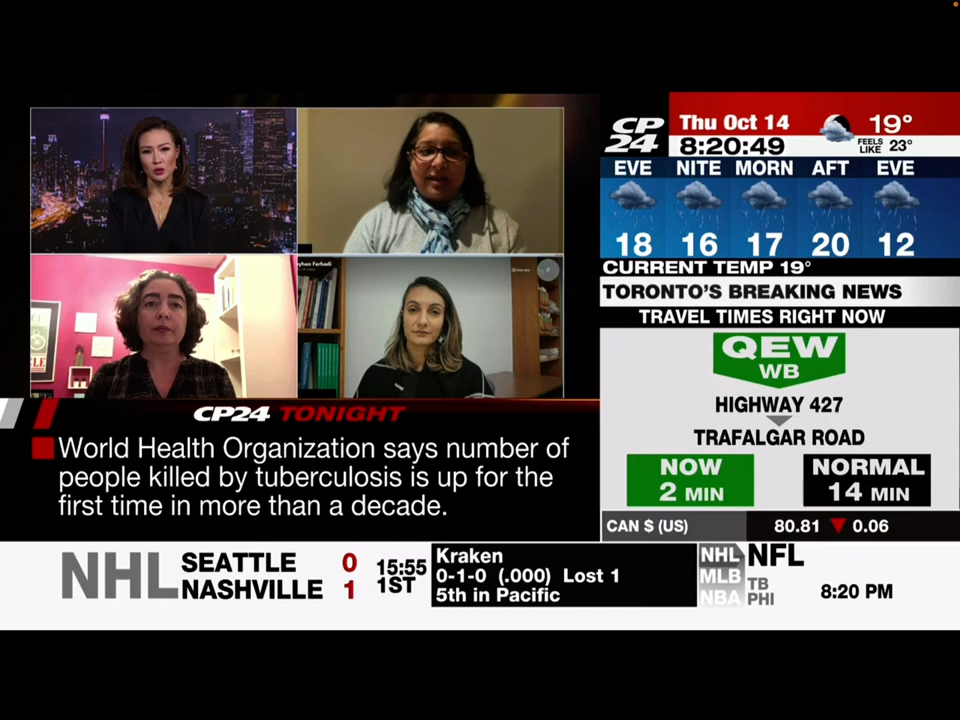 CP24
Thu Oct 14
19°
8:20:49
FEELS LIKE 23°
EVE NITE MORN AFT EVE
18 16 17 20 12
CURRENT TEMP 19°
TORONTO'S BREAKING NEWS
TRAVEL TIMES RIGHT NOW
QEW
WB
HIGHWAY 427
TRAFALGAR ROAD
NOW
2 MIN
NORMAL
14 MIN
CAN $ (US) 80.81 0.06
Farhadi
CP24 TONIGHT
World Health Organization says number of
people killed by tuberculosis is up for the
first time in more than a decade.
NHL
SEATTLE 0
NASHVILLE 1
15:55
1ST
Kraken
0-1-0 (.000) Lost 1
5th in Pacific
NHL
MLB
NBA
NFL
TB
PHI
8:20 PM